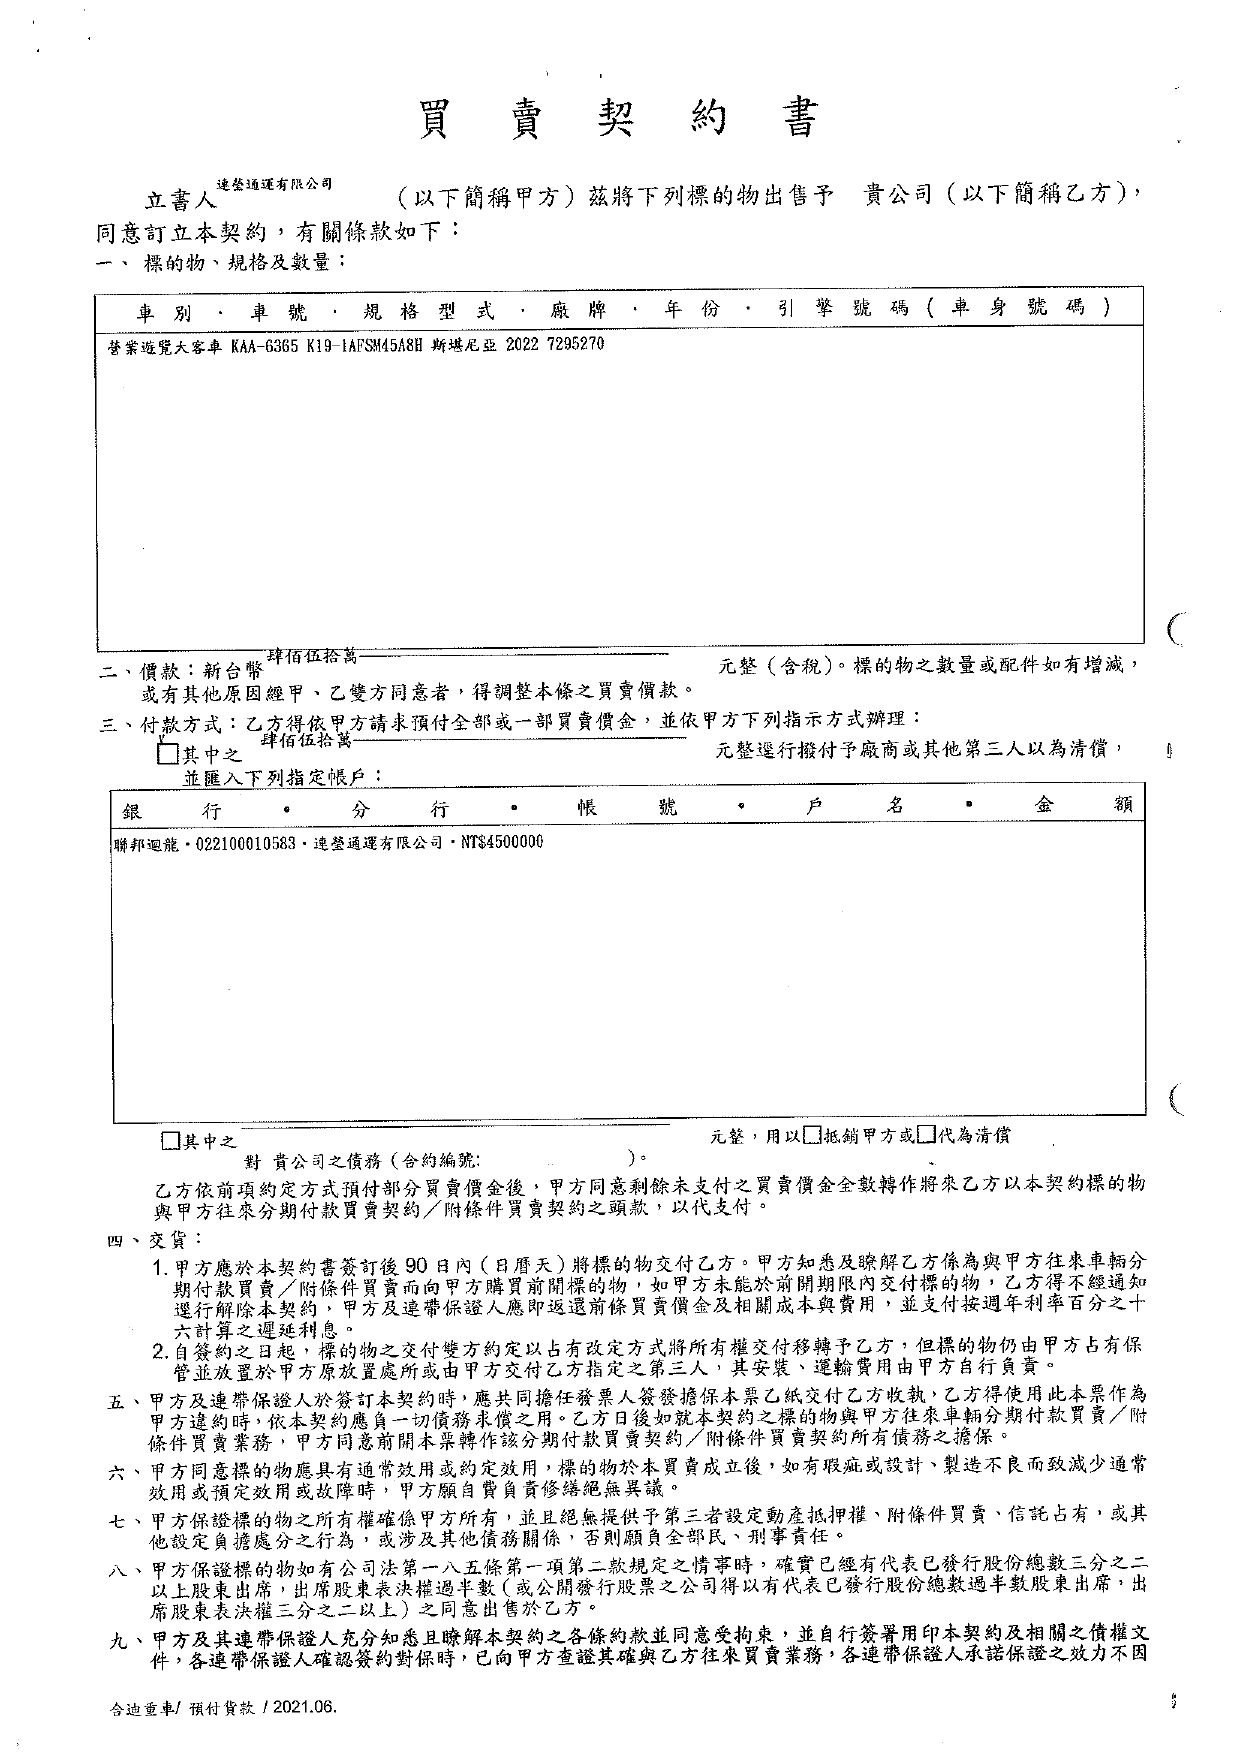 買賣契約書
立書人連瑩通運有限公司（以下簡稱甲方）茲將下列標的物出售予 貴公司（以下簡稱乙方），
同意訂立本契約，有關條款如下：
一、標的物、規格及數量：
車別．車號．規格型式．廠牌．年份．引擎號碼(車身號碼)
營業遊覽大客車 KAA-6365 K19-1AFSM45A8H 斯堪尼亞 2022 7295270
二、價款：新台幣肆佰伍拾萬 元整（含稅）。標的物之數量或配件如有增減，
或有其他原因經甲、乙雙方同意者，得調整本條之買賣價款。
三、付款方式：乙方得依甲方請求預付全部或一部買賣價金，並依甲方下列指示方式辦理：
☑其中之 肆佰伍拾萬 元整逕行撥付予廠商或其他第三人以為清償，
並匯入下列指定帳戶：
銀行．分行．帳號．戶名．金額
聯邦迴龍．022100010583．連瑩通運有限公司．NT$4500000
□其中之 元整，用以□抵銷甲方或□代為清償
對 貴公司之債務（合約編號: )。
乙方依前項約定方式預付部分買賣價金後，甲方同意剩餘未支付之買賣價金全數轉作將來乙方以本契約標的物
與甲方往來分期付款買賣契約／附條件買賣契約之頭款，以代支付。
四、交貨：
1.甲方應於本契約書簽訂後90日內（日曆天）將標的物交付乙方。甲方知悉及瞭解乙方係為與甲方往來車輛分
期付款買賣／附條件買賣而向甲方購買前開標的物，如甲方未能於前開期限內交付標的物，乙方得不經通知
逕行解除本契約，甲方及連帶保證人應即返還前條買賣價金及相關成本與費用，並支付按週年利率百分之十
六計算之遲延利息。
2.自簽約之日起，標的物之交付雙方約定以占有改定方式將所有權交付移轉予乙方，但標的物仍由甲方占有保
管並放置於甲方原放置處所或由甲方交付乙方指定之第三人，其安裝、運輸費用由甲方自行負責。
五、甲方及連帶保證人於簽訂本契約時，應共同擔任發票人簽發擔保本票乙紙交付乙方收執，乙方得使用此本票作為
甲方違約時，依本契約應負一切債務求償之用。乙方日後如就本契約之標的物與甲方往來車輛分期付款買賣／附
條件買賣業務，甲方同意前開本票轉作該分期付款買賣契約／附條件買賣契約所有債務之擔保。
六、甲方同意標的物應具有通常效用或約定效用，標的物於本買賣成立後，如有瑕疵或設計、製造不良而致減少通常
效用或預定效用或故障時，甲方願自費負責修繕絕無異議。
七、甲方保證標的物之所有權確係甲方所有，並且絕無提供予第三者設定動產抵押權、附條件買賣、信託占有，或其
他設定負擔處分之行為，或涉及其他債務關係，否則願負全部民、刑事責任。
八、甲方保證標的物如有公司法第一八五條第一項第二款規定之情事時，確實已經有代表已發行股份總數三分之二
以上股東出席，出席股東表決權過半數（或公開發行股票之公司得以有代表已發行股份總數過半數股東出席，出
席股東表決權三分之二以上）之同意出售於乙方。
九、甲方及其連帶保證人充分知悉且瞭解本契約之各條約款並同意受拘束，並自行簽署用印本契約及相關之債權文
件，各連帶保證人確認簽約對保時，已向甲方查證其確與乙方往來買賣業務，各連帶保證人承諾保證之效力不因
合迪重車/ 預付貨款 / 2021.06.